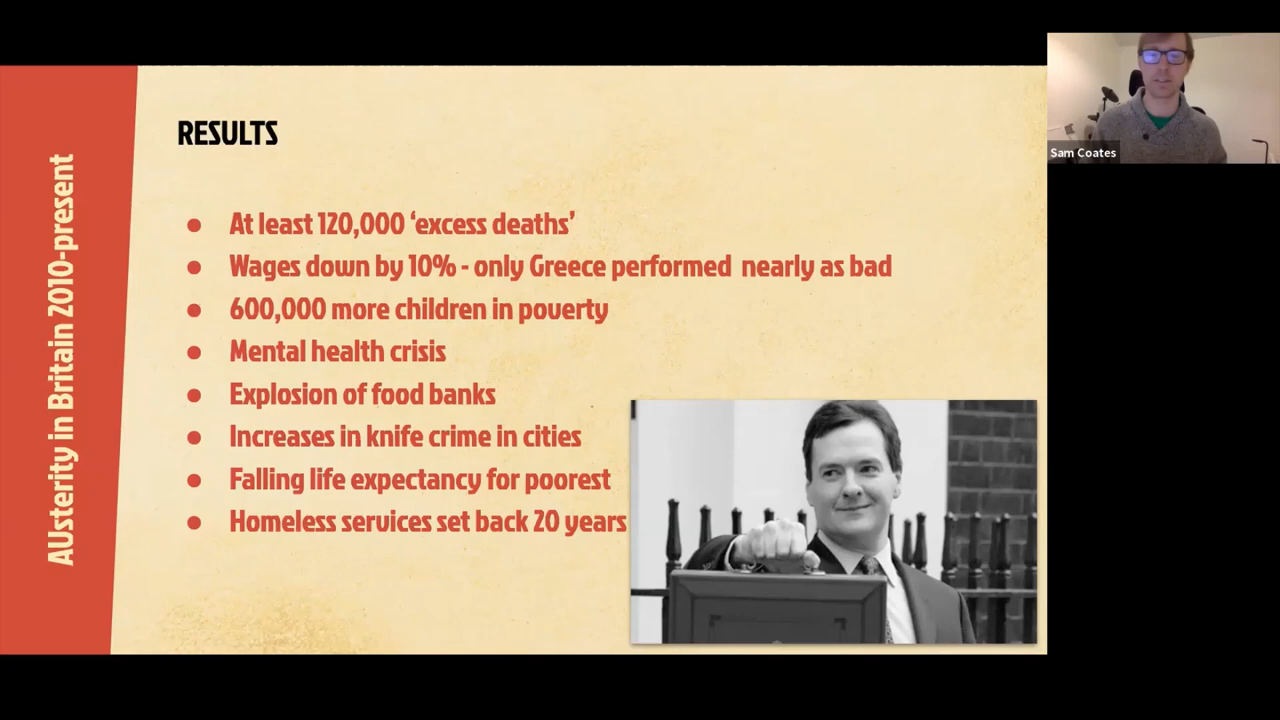 AUsterity in Britain 2010-present
RESULTS
● At least 120,000 ‘excess deaths’
● Wages down by 10% - only Greece performed  nearly as bad
● 600,000 more children in poverty
● Mental health crisis
● Explosion of food banks
● Increases in knife crime in cities
● Falling life expectancy for poorest
● Homeless services set back 20 years
Sam Coates